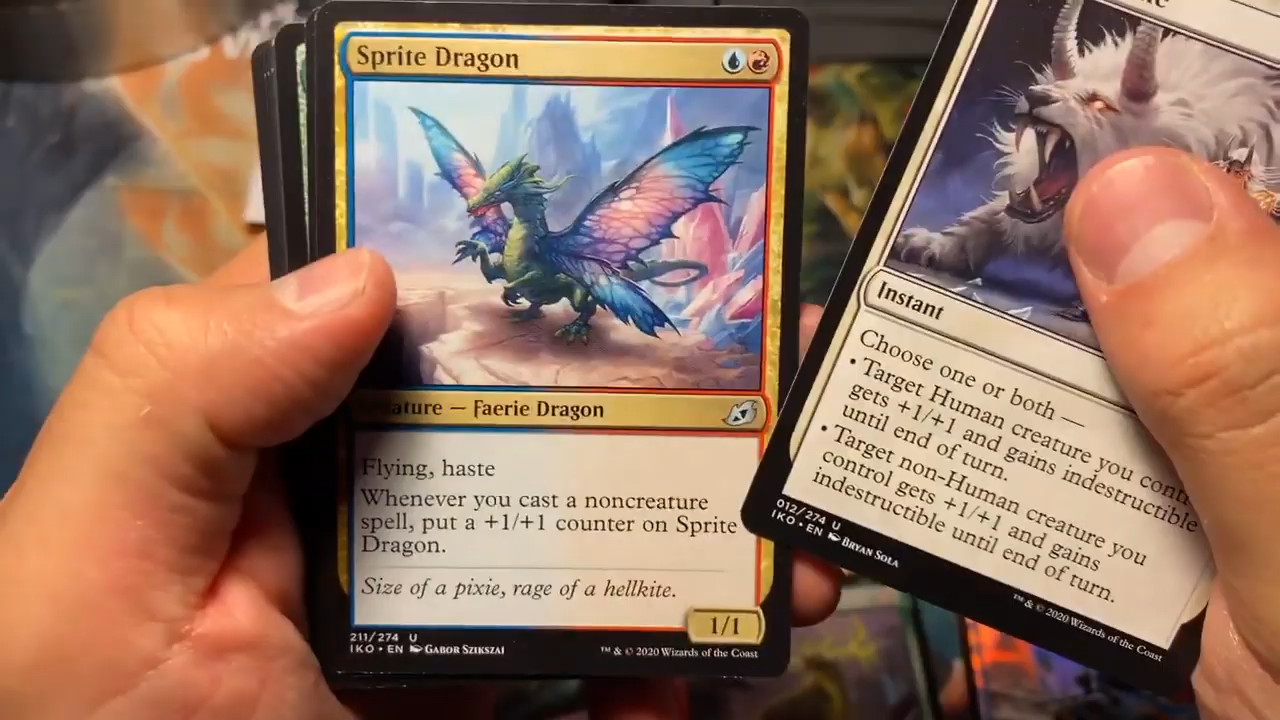 Sprite Dragon
Creature — Faerie Dragon
Flying, haste
Whenever you cast a noncreature
spell, put a +1/+1 counter on Sprite
Dragon.
Size of a pixie, rage of a hellkite.
1/1
211/274 U
IKO • EN Gabor Szikszai
™ & © 2020 Wizards of the Coast
Instant
Choose one or both —
• Target Human creature you cont
gets +1/+1 and gains indestructible
until end of turn.
• Target non-Human creature you
control gets +1/+1 and gains
indestructible until end of turn.
012/274 U
IKO • EN Bryan Sola
™ & © 2020 Wizards of the Coast